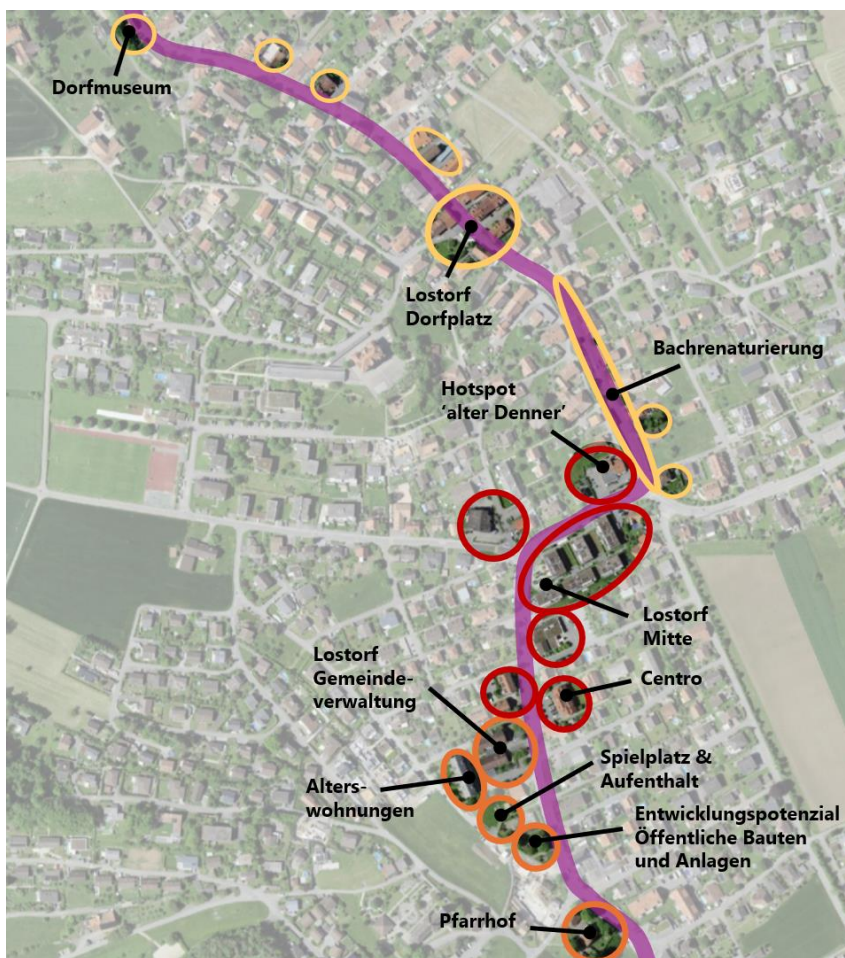 Dorfmuseum
Lostorf
Dorfplatz
Bachrenaturierung
Hotspot
‘alter Denner’
Lostorf
Mitte
Lostorf
Gemeinde-
verwaltung
Centro
Spielplatz &
Aufenthalt
Alters-
wohnungen
Entwicklungspotenzial
Öffentliche Bauten
und Anlagen
Pfarrhof